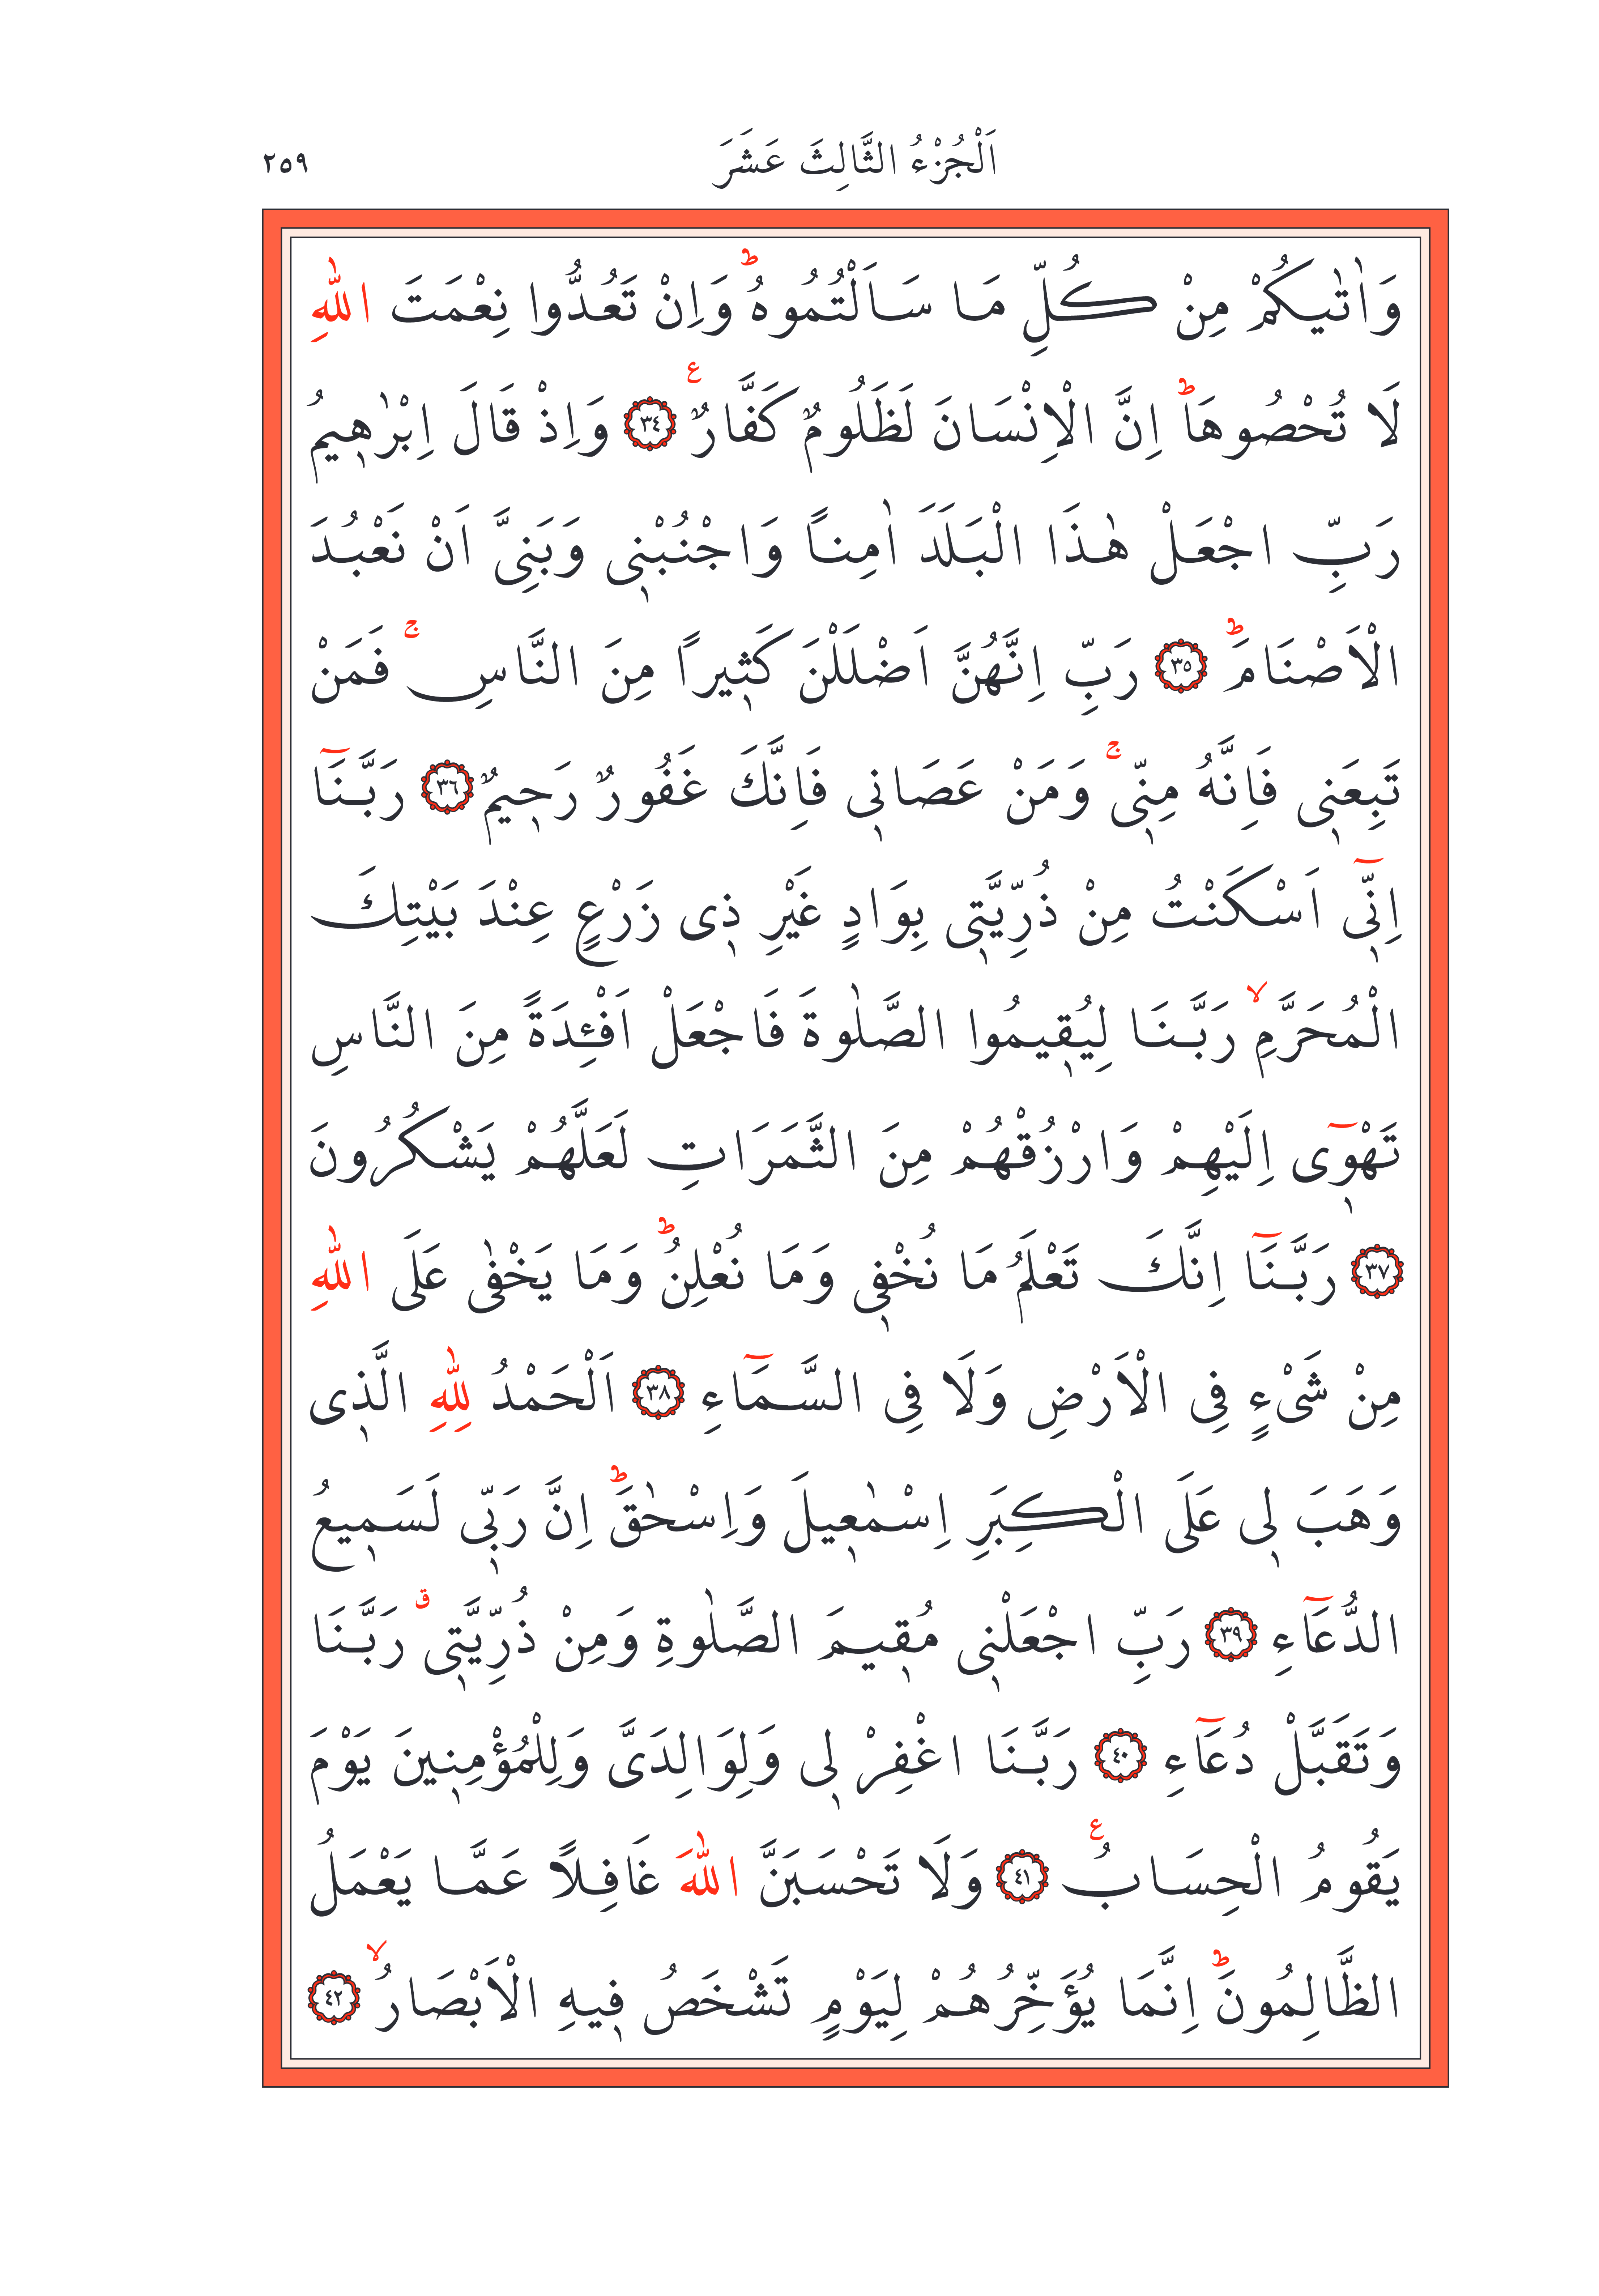 اَلْجُزْءُ الثَّالِثَ عَشَرَ ٢٥٩
وَاٰتٰيكُمْ مِنْ كُلِّ مَا سَاَلْتُمُوهُۜ وَاِنْ تَعُدُّوا نِعْمَتَ اللّٰهِ
لَا تُحْصُوهَاۜ اِنَّ الْاِنْسَانَ لَظَلُومٌ كَفَّارٌ۟ ﴿٣٤﴾ وَاِذْ قَالَ اِبْرٰه۪يمُ
رَبِّ اجْعَلْ هٰذَا الْبَلَدَ اٰمِناً وَاجْنُبْن۪ي وَبَنِيَّ اَنْ نَعْبُدَ
الْاَصْنَامَۜ ﴿٣٥﴾ رَبِّ اِنَّهُنَّ اَضْلَلْنَ كَث۪يراً مِنَ النَّاسِۚ فَمَنْ
تَبِعَن۪ي فَاِنَّهُ مِنّ۪يۚ وَمَنْ عَصَان۪ي فَاِنَّكَ غَفُورٌ رَح۪يمٌ ﴿٣٦﴾ رَبَّنَٓا
اِنّ۪ٓي اَسْكَنْتُ مِنْ ذُرِّيَّت۪ي بِوَادٍ غَيْرِ ذ۪ي زَرْعٍ عِنْدَ بَيْتِكَ
الْمُحَرَّمِۙ رَبَّنَا لِيُق۪يمُوا الصَّلٰوةَ فَاجْعَلْ اَفْـِٔدَةً مِنَ النَّاسِ
تَهْو۪ٓي اِلَيْهِمْ وَارْزُقْهُمْ مِنَ الثَّمَرَاتِ لَعَلَّهُمْ يَشْكُرُونَ
﴿٣٧﴾ رَبَّنَٓا اِنَّكَ تَعْلَمُ مَا نُخْف۪ي وَمَا نُعْلِنُۜ وَمَا يَخْفٰى عَلَى اللّٰهِ
مِنْ شَيْءٍ فِي الْاَرْضِ وَلَا فِي السَّمَٓاءِ ﴿٣٨﴾ اَلْحَمْدُ لِلّٰهِ الَّذ۪ي
وَهَبَ ل۪ي عَلَى الْكِبَرِ اِسْمٰع۪يلَ وَاِسْحٰقَۜ اِنَّ رَبّ۪ي لَسَم۪يعُ
الدُّعَٓاءِ ﴿٣٩﴾ رَبِّ اجْعَلْن۪ي مُق۪يمَ الصَّلٰوةِ وَمِنْ ذُرِّيَّت۪يۗ رَبَّنَا
وَتَقَبَّلْ دُعَٓاءِ ﴿٤٠﴾ رَبَّنَا اغْفِرْ ل۪ي وَلِوَالِدَيَّ وَلِلْمُؤْمِن۪ينَ يَوْمَ
يَقُومُ الْحِسَابُ۟ ﴿٤١﴾ وَلَا تَحْسَبَنَّ اللّٰهَ غَافِلاً عَمَّا يَعْمَلُ
الظَّالِمُونَۜ اِنَّمَا يُؤَخِّرُهُمْ لِيَوْمٍ تَشْخَصُ ف۪يهِ الْاَبْصَارُۙ ﴿٤٢﴾